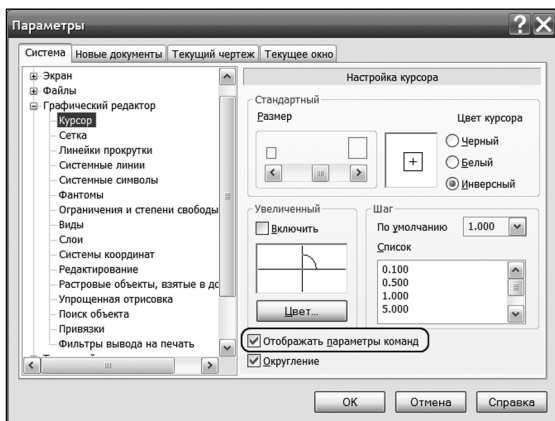 Параметры
Система Новые документы Текущий чертеж Текущее окно
Экран
Файлы
Графический редактор
Курсор
Сетка
Линейки прокрутки
Системные линии
Системные символы
Фантомы
Ограничения и степени свободы
Виды
Слои
Системы координат
Редактирование
Растровые объекты, взятые в до
Упрощенная отрисовка
Поиск объекта
Привязки
Фильтры вывода на печать
Настройка курсора
Стандартный
Размер
Цвет курсора
Черный
Белый
Инверсный
Увеличенный
Включить
Цвет...
Шаг
По умолчанию 1.000
Список
0.100
0.500
1.000
5.000
Отображать параметры команд
Округление
OK Отмена Справка